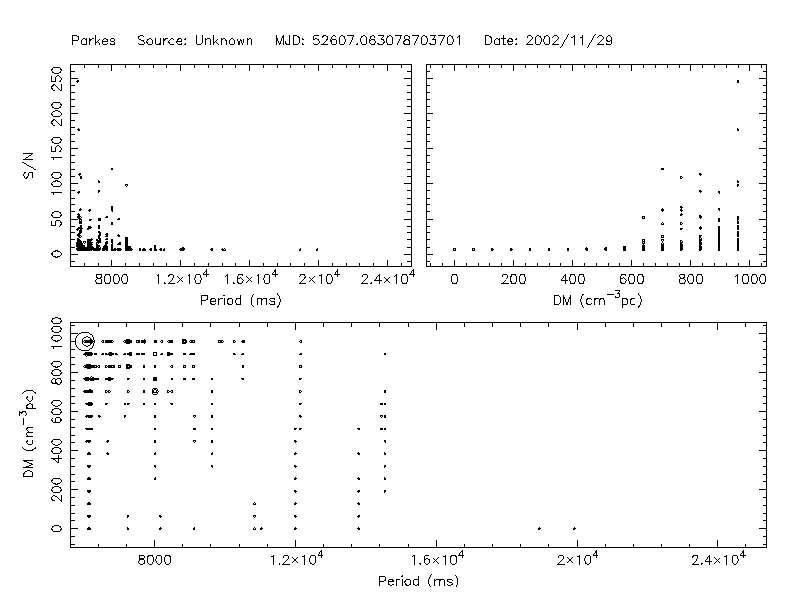 Parkes Source: Unknown MJD: 52607.063078703701 Date: 2002/11/29
S/N
0 50 100 150 200 250
8000 1.2×10⁴ 1.6×10⁴ 2×10⁴ 2.4×10⁴
Period (ms)
0 200 400 600 800 1000
DM (cm⁻³pc)
DM (cm⁻³pc)
0 200 400 600 800 1000
8000 1.2×10⁴ 1.6×10⁴ 2×10⁴ 2.4×10⁴
Period (ms)